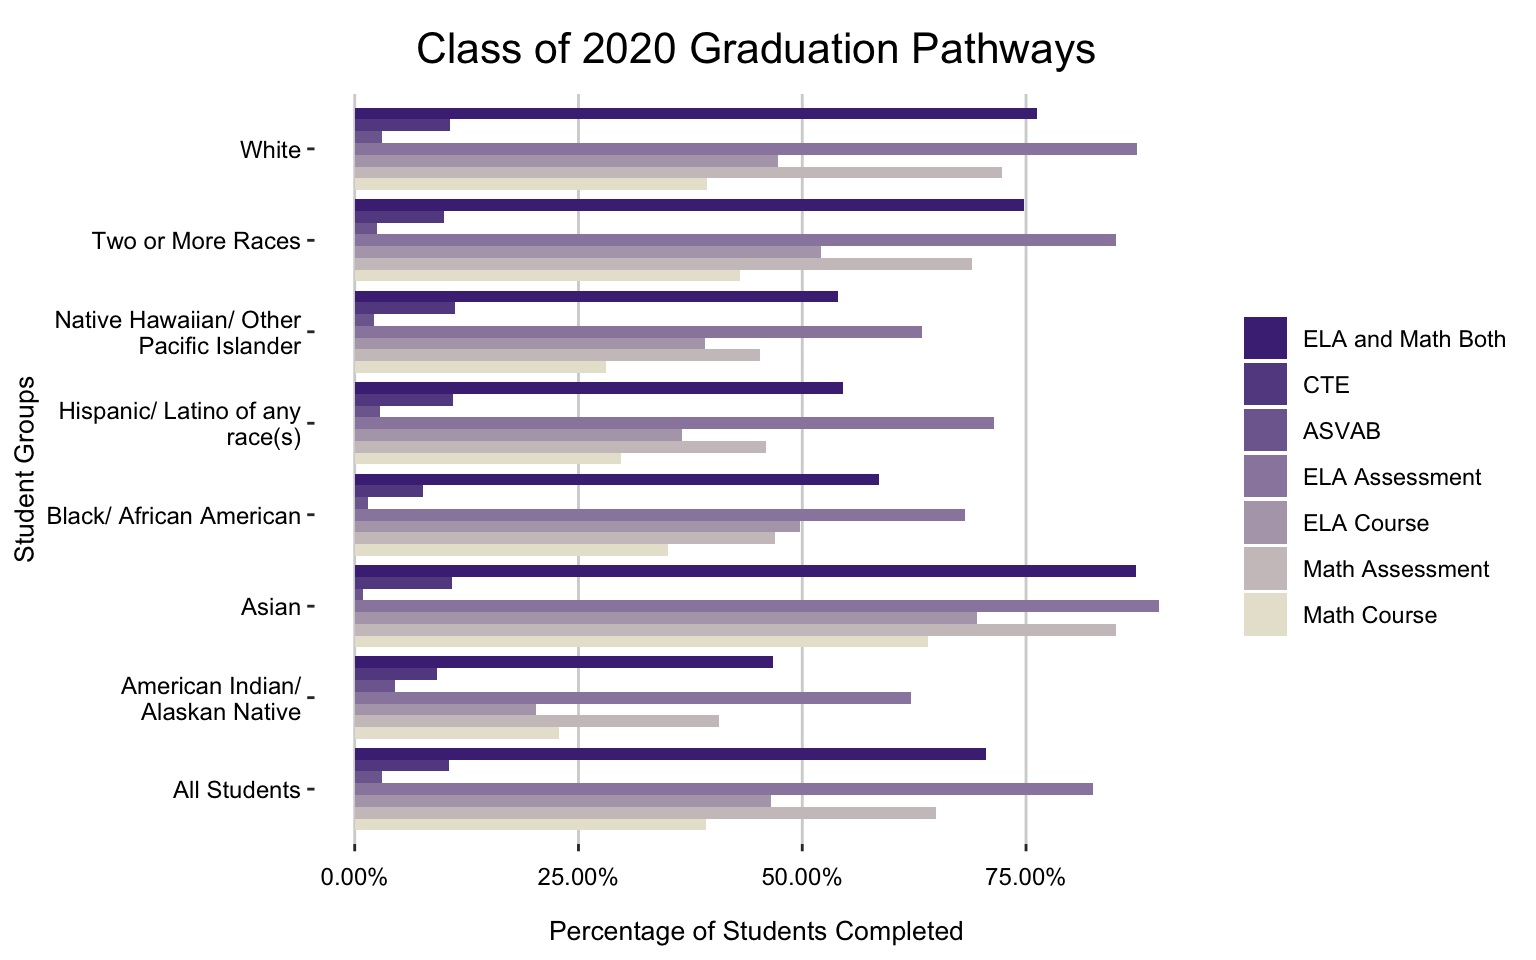 Class of 2020 Graduation Pathways
White
Two or More Races
Native Hawaiian/ Other
Pacific Islander
Hispanic/ Latino of any
race(s)
Black/ African American
Asian
American Indian/
Alaskan Native
All Students
Student Groups
0.00%
25.00%
50.00%
75.00%
Percentage of Students Completed
ELA and Math Both
CTE
ASVAB
ELA Assessment
ELA Course
Math Assessment
Math Course